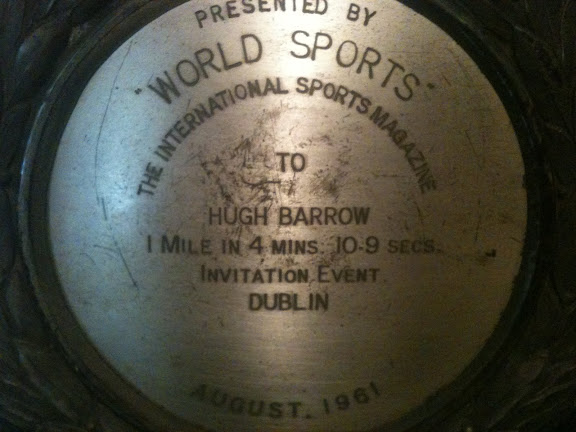 PRESENTED BY
"WORLD SPORTS"
THE INTERNATIONAL SPORTS MAGAZINE
TO
HUGH BARROW
1 MILE IN 4 MINS. 10-9 SECS.
INVITATION EVENT
DUBLIN
AUGUST. 1961